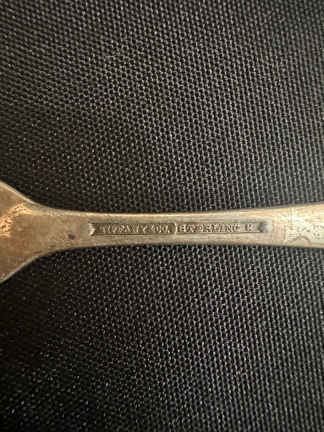 TIFFANY CO. STERLING M